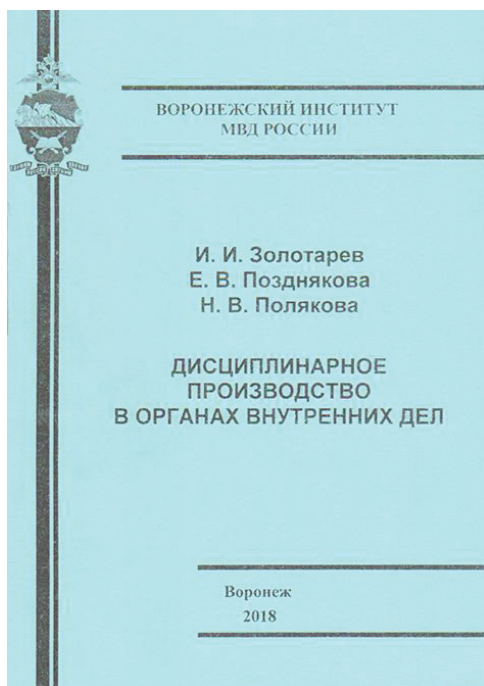 ВОРОНЕЖСКИЙ ИНСТИТУТ
МВД РОССИИ
И. И. Золотарев
Е. В. Позднякова
Н. В. Полякова
ДИСЦИПЛИНАРНОЕ
ПРОИЗВОДСТВО
В ОРГАНАХ ВНУТРЕННИХ ДЕЛ
Воронеж
2018